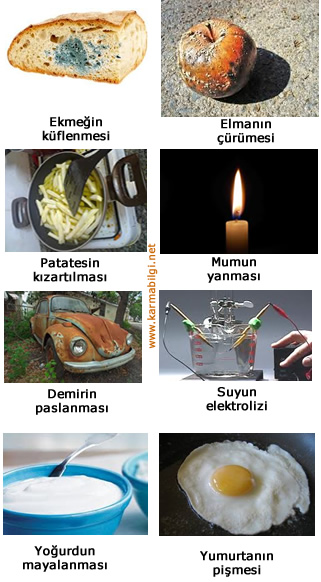 Ekmeğin
küflenmesi
Elmanın
çürümesi
Patatesin
kızartılması
Mumun
yanması
www.karmabilgi.net
Demirin
paslanması
Suyun
elektrolizi
Yoğurdun
mayalanması
Yumurtanın
pişmesi